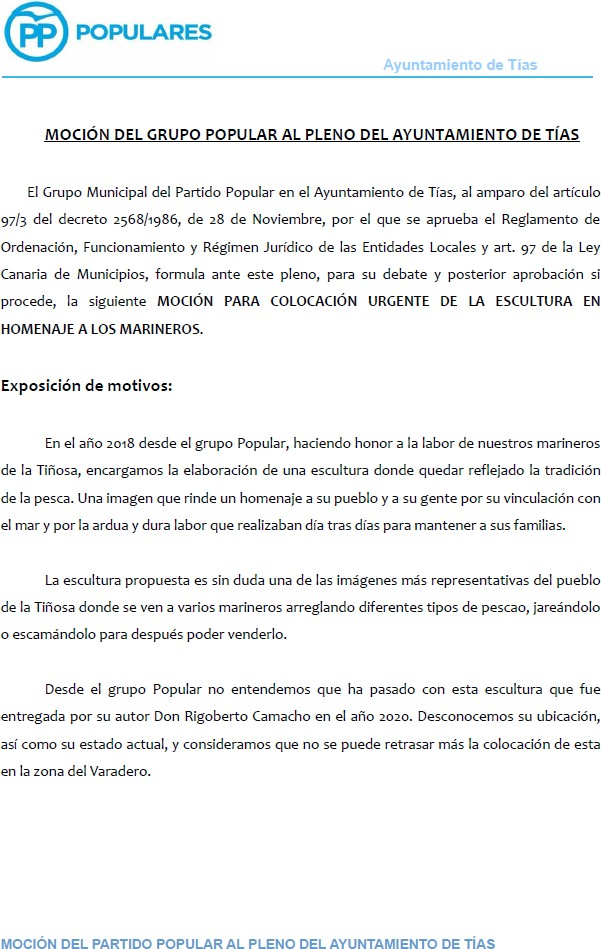 PP POPULARES
Ayuntamiento de Tías
MOCIÓN DEL GRUPO POPULAR AL PLENO DEL AYUNTAMIENTO DE TÍAS
El Grupo Municipal del Partido Popular en el Ayuntamiento de Tías, al amparo del artículo
97/3 del decreto 2568/1986, de 28 de Noviembre, por el que se aprueba el Reglamento de
Ordenación, Funcionamiento y Régimen Jurídico de las Entidades Locales y art. 97 de la Ley
Canaria de Municipios, formula ante este pleno, para su debate y posterior aprobación si
procede, la siguiente MOCIÓN PARA COLOCACIÓN URGENTE DE LA ESCULTURA EN
HOMENAJE A LOS MARINEROS.
Exposición de motivos:
En el año 2018 desde el grupo Popular, haciendo honor a la labor de nuestros marineros
de la Tiñosa, encargamos la elaboración de una escultura donde quedar reflejado la tradición
de la pesca. Una imagen que rinde un homenaje a su pueblo y a su gente por su vinculación con
el mar y por la ardua y dura labor que realizaban día tras días para mantener a sus familias.
La escultura propuesta es sin duda una de las imágenes más representativas del pueblo
de la Tiñosa donde se ven a varios marineros arreglando diferentes tipos de pescao, jareándolo
o escamándolo para después poder venderlo.
Desde el grupo Popular no entendemos que ha pasado con esta escultura que fue
entregada por su autor Don Rigoberto Camacho en el año 2020. Desconocemos su ubicación,
así como su estado actual, y consideramos que no se puede retrasar más la colocación de esta
en la zona del Varadero.
MOCIÓN DEL PARTIDO POPULAR AL PLENO DEL AYUNTAMIENTO DE TÍAS